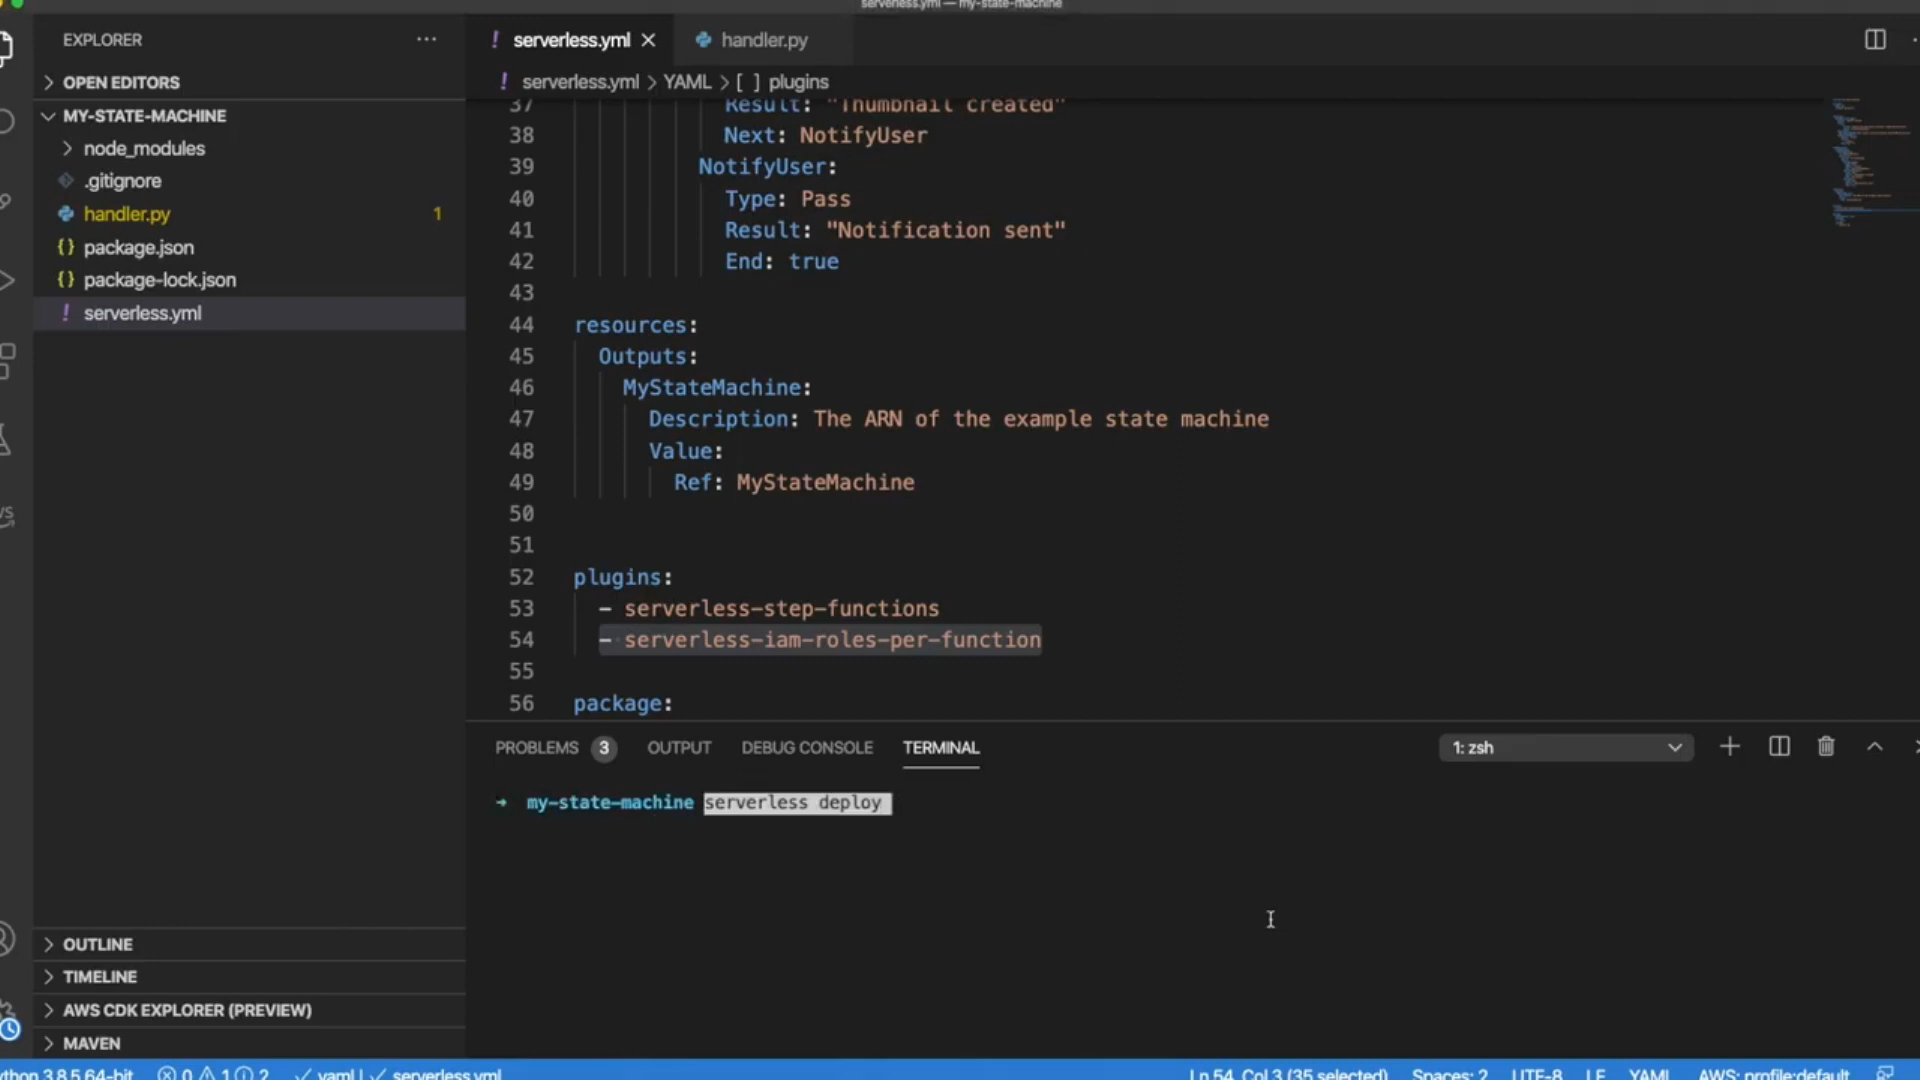 serverless.yml — my-state-machine
EXPLORER
serverless.yml
handler.py
OPEN EDITORS
serverless.yml > YAML > [ ] plugins
MY-STATE-MACHINE
node_modules
.gitignore
handler.py 1
package.json
package-lock.json
serverless.yml
37 Result: "Thumbnail created"
38 Next: NotifyUser
39 NotifyUser:
40 Type: Pass
41 Result: "Notification sent"
42 End: true
43
44 resources:
45 Outputs:
46 MyStateMachine:
47 Description: The ARN of the example state machine
48 Value:
49 Ref: MyStateMachine
50
51
52 plugins:
53 - serverless-step-functions
54 - serverless-iam-roles-per-function
55
56 package:
PROBLEMS 3 OUTPUT DEBUG CONSOLE TERMINAL
1: zsh
→ my-state-machine serverless deploy
OUTLINE
TIMELINE
AWS CDK EXPLORER (PREVIEW)
MAVEN
ython 3.8.5 64-bit 0 1 2 yaml | serverless.yml Ln 54, Col 3 (35 selected) Spaces: 2 UTF-8 LF YAML AWS: profile:default